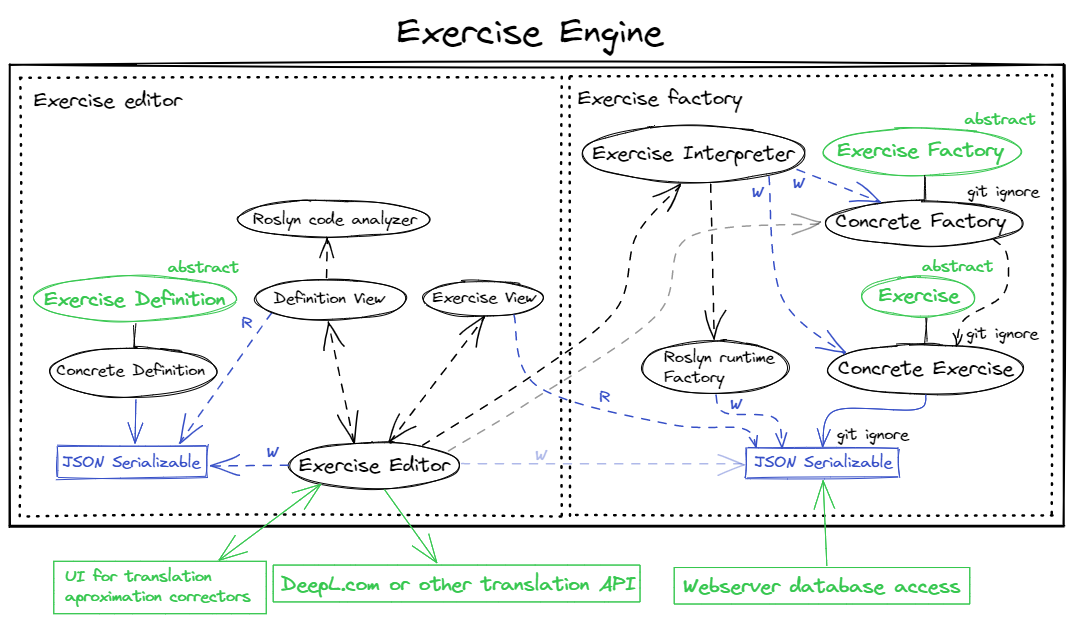 Exercise Engine
Exercise editor
Exercise factory
abstract
Exercise Interpreter
Exercise Factory
W
W
git ignore
Roslyn code analyzer
Concrete Factory
abstract
abstract
Exercise Definition
Definition View
Exercise View
Exercise
R
git ignore
Roslyn runtime
Factory
Concrete Definition
Concrete Exercise
R
W
git ignore
JSON Serializable
W
Exercise Editor
W
JSON Serializable
UI for translation
aproximation correctors
DeepL.com or other translation API
Webserver database access